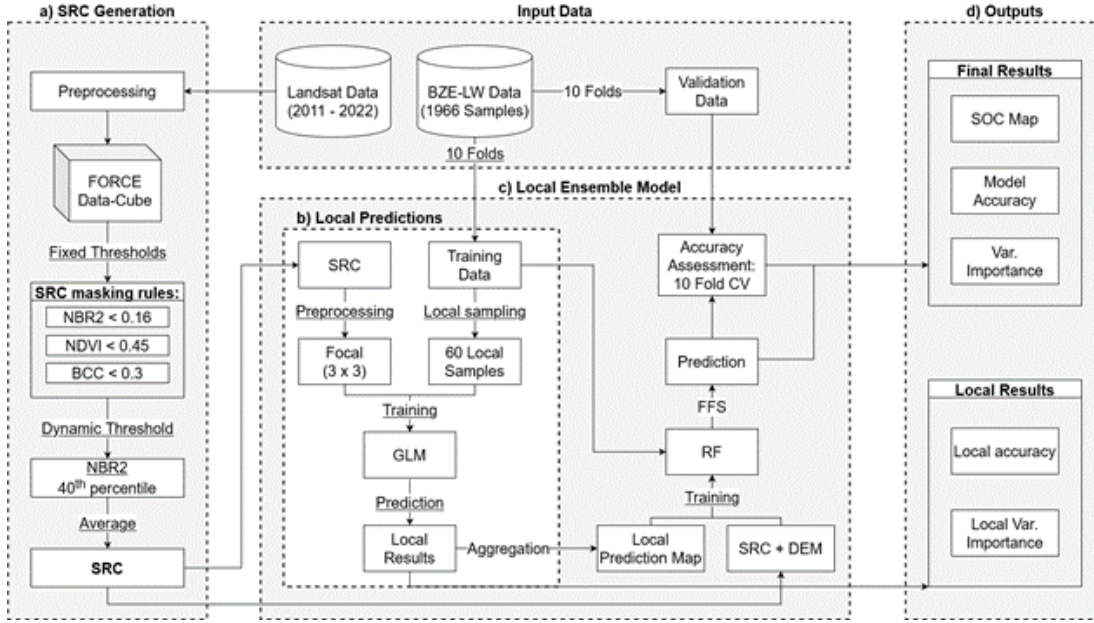 a) SRC Generation
Preprocessing
FORCE
Data-Cube
Fixed Thresholds
SRC masking rules:
NBR2 < 0.16
NDVI < 0.45
BCC < 0.3
Dynamic Threshold
NBR2
40th percentile
Average
SRC
Input Data
Landsat Data
(2011 - 2022)
BZE-LW Data
(1966 Samples)
10 Folds
Validation
Data
10 Folds
c) Local Ensemble Model
b) Local Predictions
SRC
Training
Data
Preprocessing
Local sampling
Focal
(3 x 3)
60 Local
Samples
Training
GLM
Prediction
Local
Results
Aggregation
Accuracy
Assessment:
10 Fold CV
Prediction
FFS
RF
Training
Local
Prediction Map
SRC + DEM
d) Outputs
Final Results
SOC Map
Model
Accuracy
Var.
Importance
Local Results
Local accuracy
Local Var.
Importance